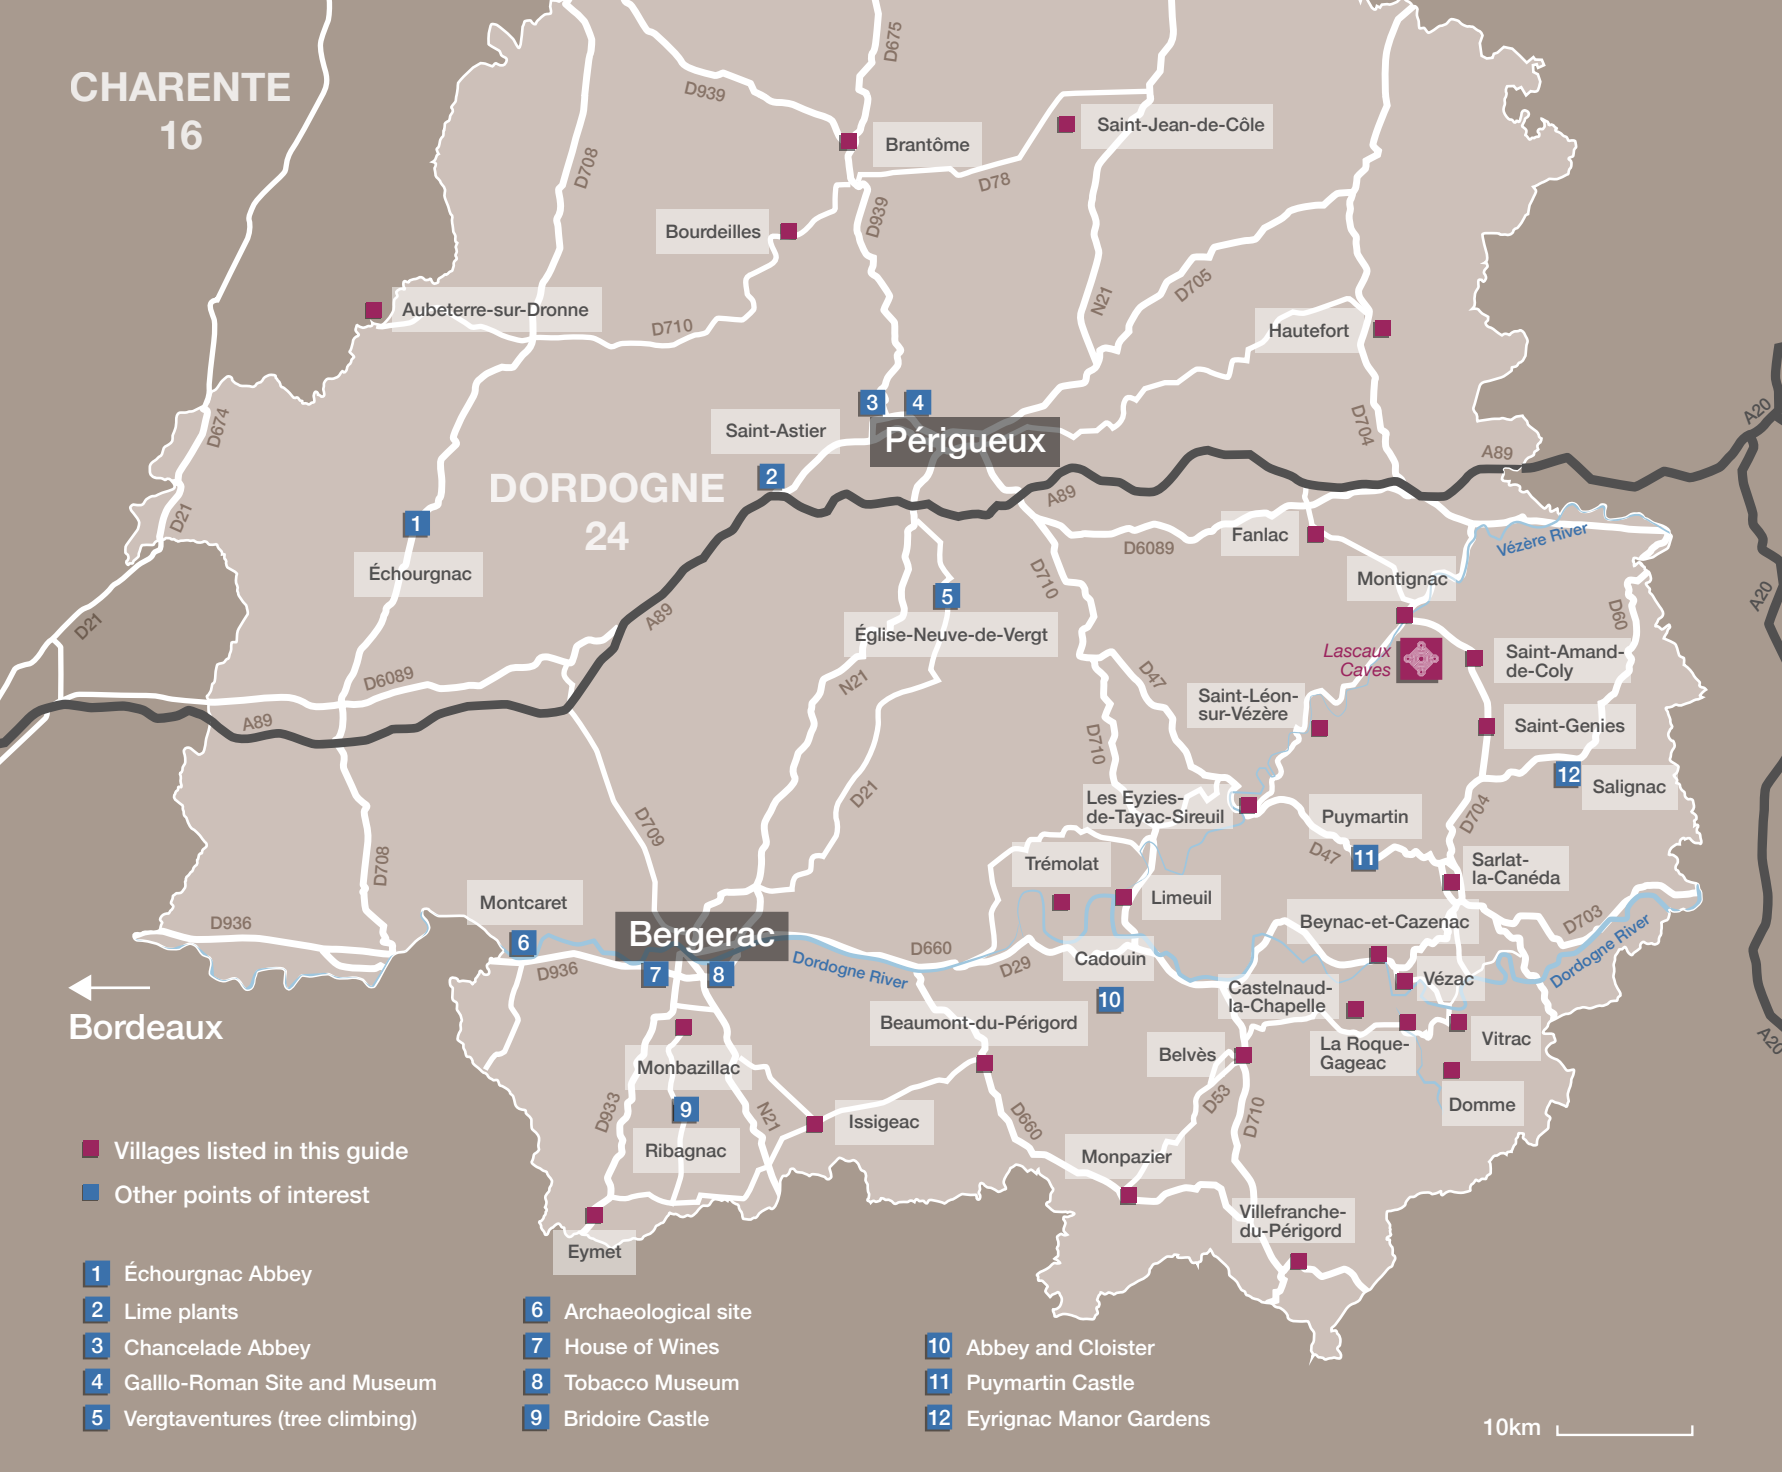 CHARENTE
16
D675
D939
Brantôme
Saint-Jean-de-Côle
D708
D78
Bourdeilles
D939
D705
N21
Aubeterre-sur-Dronne
D710
Hautefort
3
4
D674
Saint-Astier
Périgueux
D704
A20
A89
2
DORDOGNE
24
A89
D21
1
Fanlac
Vézère River
D6089
Échourgnac
D710
Montignac
5
A20
D60
D21
A89
Église-Neuve-de-Vergt
Lascaux
Caves
Saint-Amand-
de-Coly
D6089
N21
D47
Saint-Léon-
sur-Vézère
A89
Saint-Genies
D710
12
Salignac
D21
Les Eyzies-
de-Tayac-Sireuil
Puymartin
D704
D709
D47
11
D708
Trémolat
Sarlat-
la-Canéda
Montcaret
Limeuil
D936
Beynac-et-Cazenac
D703
Bergerac
6
D660
Dordogne River
Cadouin
D29
D936
7
8
Dordogne River
Vézac
Bordeaux
10
Castelnaud-
la-Chapelle
Beaumont-du-Périgord
Vitrac
A20
La Roque-
Gageac
Belvès
Monbazillac
D53
Domme
D933
9
N21
D660
D710
Issigeac
Villages listed in this guide
Ribagnac
Monpazier
Other points of interest
Villefranche-
du-Périgord
Eymet
1 Échourgnac Abbey
2 Lime plants
3 Chancelade Abbey
4 Galllo-Roman Site and Museum
5 Vergtaventures (tree climbing)
6 Archaeological site
7 House of Wines
8 Tobacco Museum
9 Bridoire Castle
10 Abbey and Cloister
11 Puymartin Castle
12 Eyrignac Manor Gardens
10km